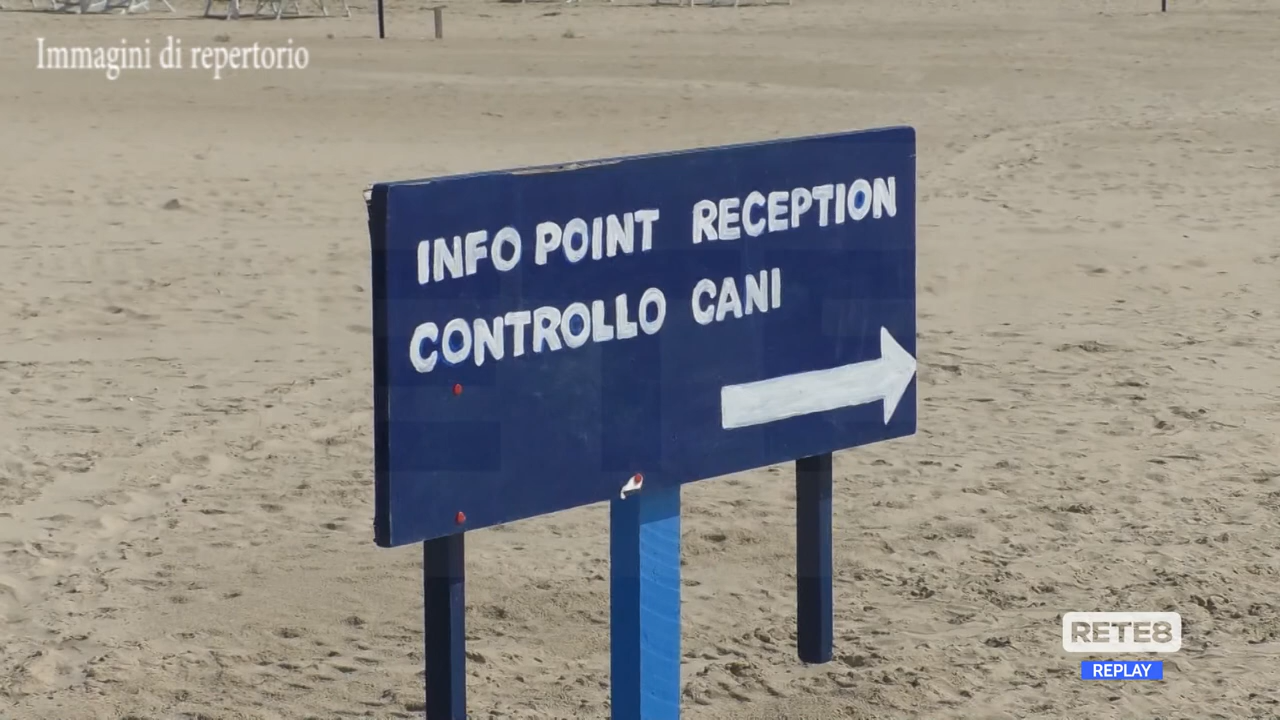 Immagini di repertorio
INFO POINT RECEPTION
CONTROLLO CANI
RETE8
REPLAY